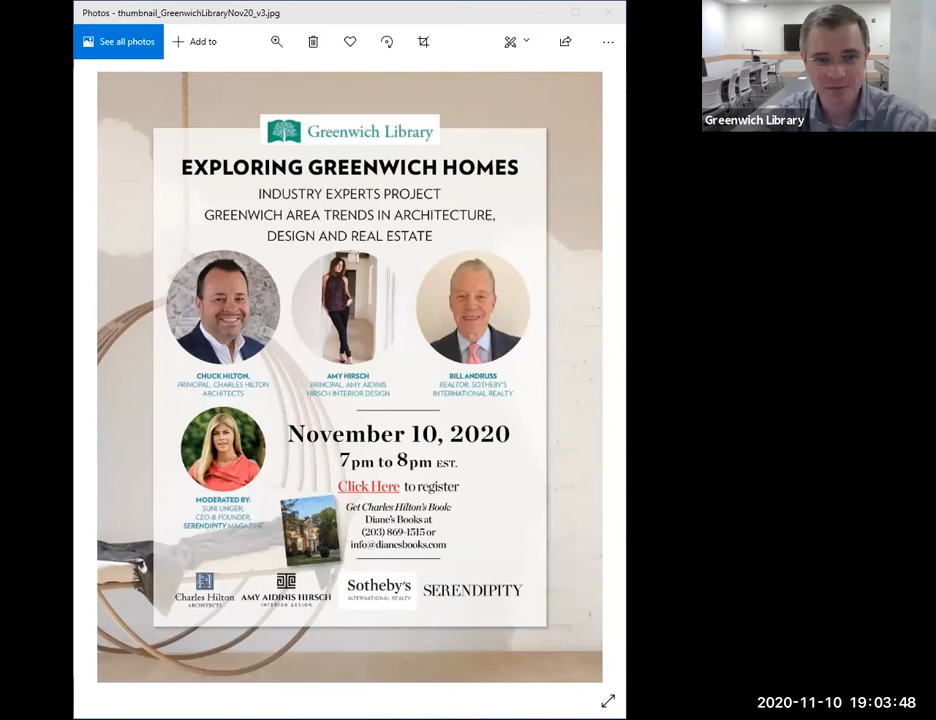 Photos - thumbnail_GreenwichLibraryNov20_v3.jpg
See all photos
Add to
Greenwich Library
Greenwich Library
EXPLORING GREENWICH HOMES
INDUSTRY EXPERTS PROJECT
GREENWICH AREA TRENDS IN ARCHITECTURE,
DESIGN AND REAL ESTATE
CHUCK HILTON,
PRINCIPAL, CHARLES HILTON
ARCHITECTS
AMY HIRSCH
PRINCIPAL, AMY AIDINIS
HIRSCH INTERIOR DESIGN
BILL ANDRUSS
REALTOR, SOTHEBY'S
INTERNATIONAL REALTY
November 10, 2020
7pm to 8pm EST.
Click Here to register
MODERATED BY:
SUNI UNGER,
CEO & FOUNDER,
SERENDIPITY MAGAZINE
Get Charles Hilton's Book:
Diane's Books at
(203) 869-1515 or
info@dianesbooks.com
Charles Hilton
ARCHITECTS
AMY AIDINIS HIRSCH
INTERIOR DESIGN
Sotheby's
INTERNATIONAL REALTY
SERENDIPITY
2020-11-10 19:03:48